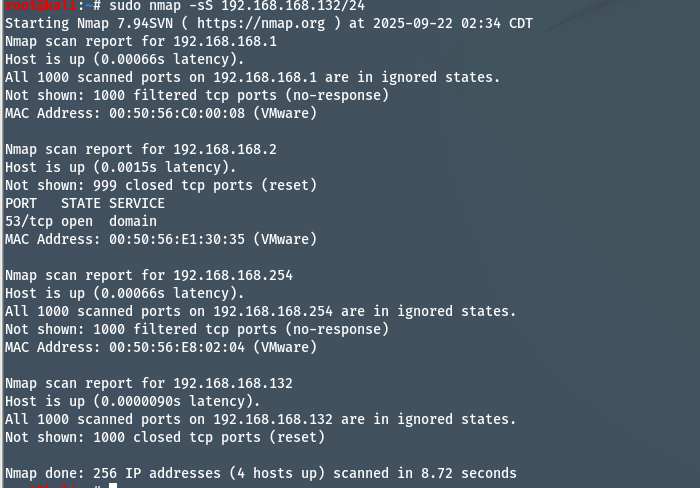 root@kali:~# sudo nmap -sS 192.168.168.132/24
Starting Nmap 7.94SVN ( https://nmap.org ) at 2025-09-22 02:34 CDT
Nmap scan report for 192.168.168.1
Host is up (0.00066s latency).
All 1000 scanned ports on 192.168.168.1 are in ignored states.
Not shown: 1000 filtered tcp ports (no-response)
MAC Address: 00:50:56:C0:00:08 (VMware)
Nmap scan report for 192.168.168.2
Host is up (0.0015s latency).
Not shown: 999 closed tcp ports (reset)
PORT   STATE SERVICE
53/tcp open  domain
MAC Address: 00:50:56:E1:30:35 (VMware)
Nmap scan report for 192.168.168.254
Host is up (0.00066s latency).
All 1000 scanned ports on 192.168.168.254 are in ignored states.
Not shown: 1000 filtered tcp ports (no-response)
MAC Address: 00:50:56:E8:02:04 (VMware)
Nmap scan report for 192.168.168.132
Host is up (0.0000090s latency).
All 1000 scanned ports on 192.168.168.132 are in ignored states.
Not shown: 1000 closed tcp ports (reset)
Nmap done: 256 IP addresses (4 hosts up) scanned in 8.72 seconds